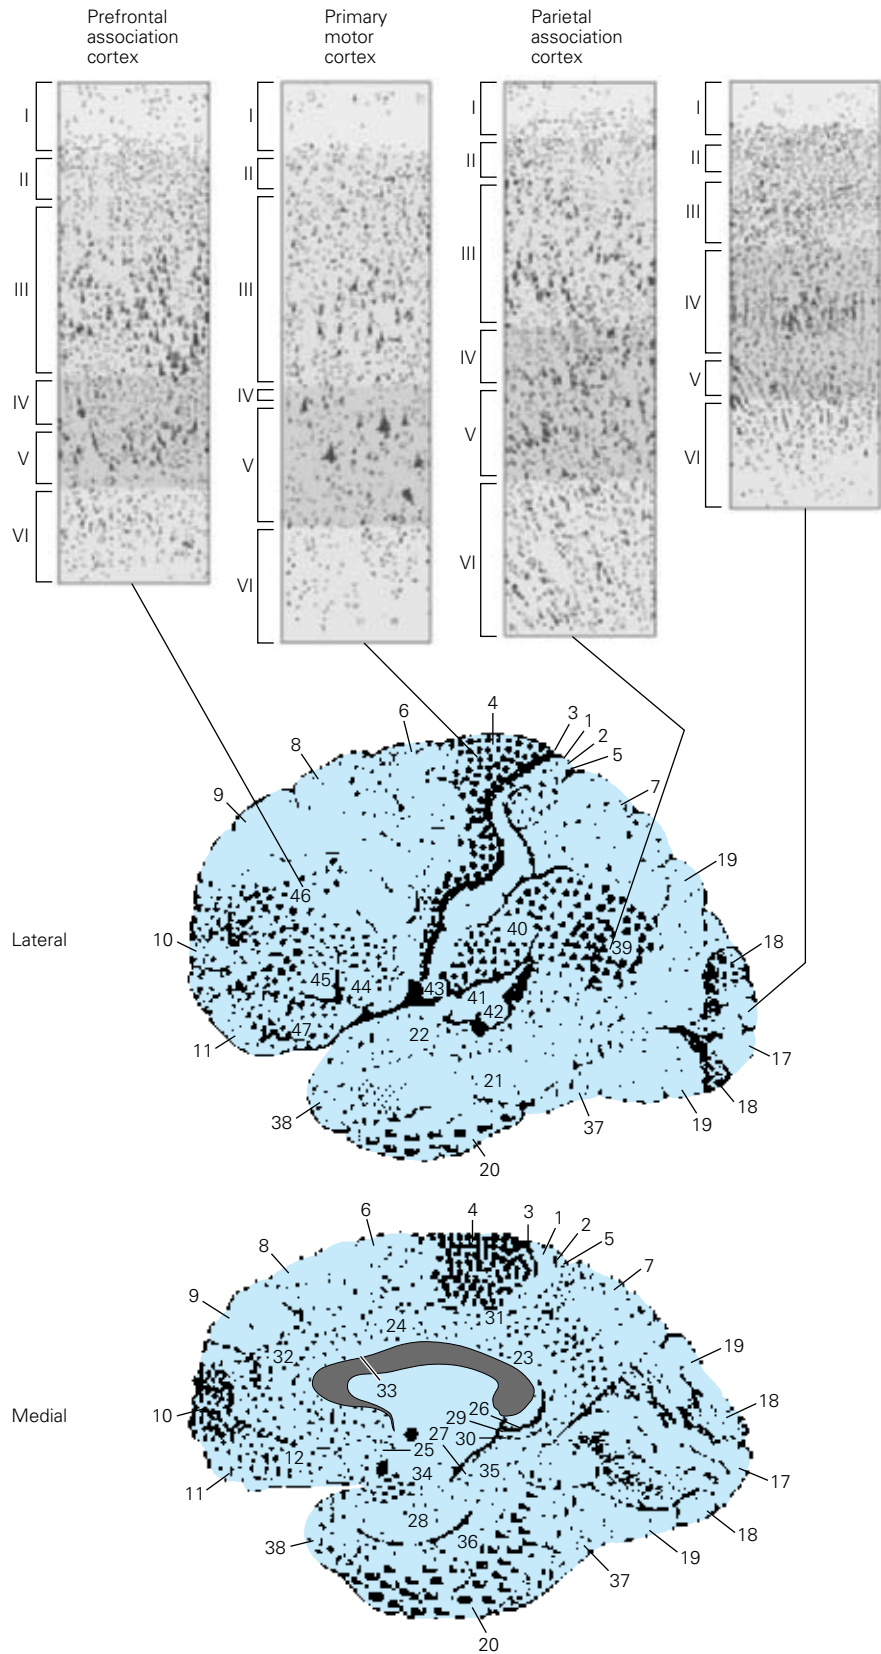 Prefrontal
association
cortex
Primary
motor
cortex
Parietal
association
cortex
I
II
III
IV
V
VI
I
II
III
IV
V
VI
I
II
III
IV
V
VI
I
II
III
IV
V
VI
Lateral
4
3
1
2
5
6
8
9
7
19
46
10
40
39
18
45
44
43
41
42
47
22
11
17
21
38
37
19
18
20
Medial
6
4
3
1
2
5
8
7
9
31
24
32
23
19
33
18
10
26
29
27
30
25
12
34
35
17
11
28
18
38
36
19
37
20